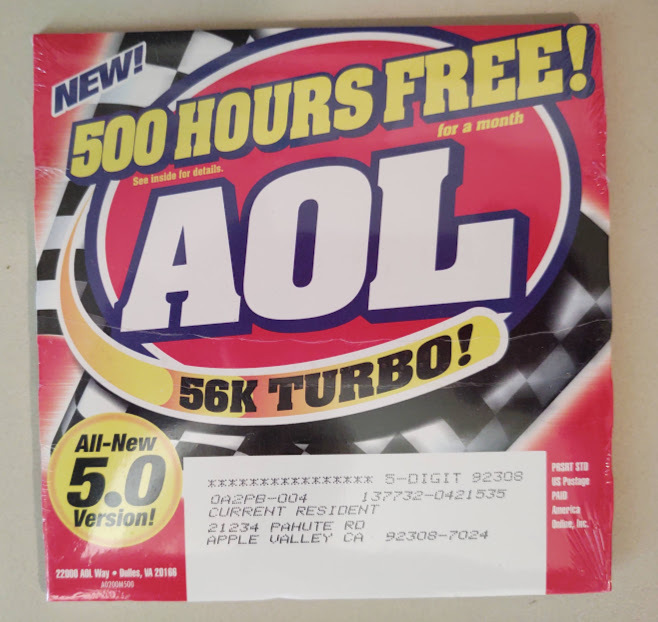 NEW!
500 HOURS FREE!
for a month
See inside for details.
AOL
56K TURBO!
All-New
5.0
Version!
**************** 5-DIGIT 92308
0A2PB-004 137732-0421535
CURRENT RESIDENT
21234 PAHUTE RD
APPLE VALLEY CA 92308-7024
PRSRT STD
US Postage
PAID
America
Online, Inc.
22000 AOL Way • Dulles, VA 20166
A0200M500